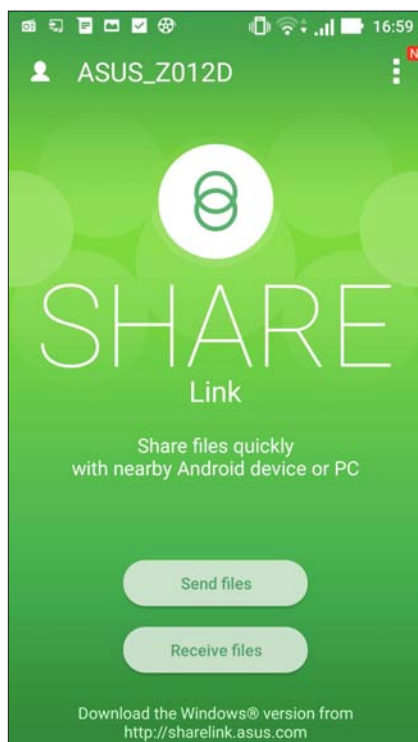 16:59
ASUS_Z012D
N
SHARE
Link
Share files quickly
with nearby Android device or PC
Send files
Receive files
Download the Windows® version from
http://sharelink.asus.com